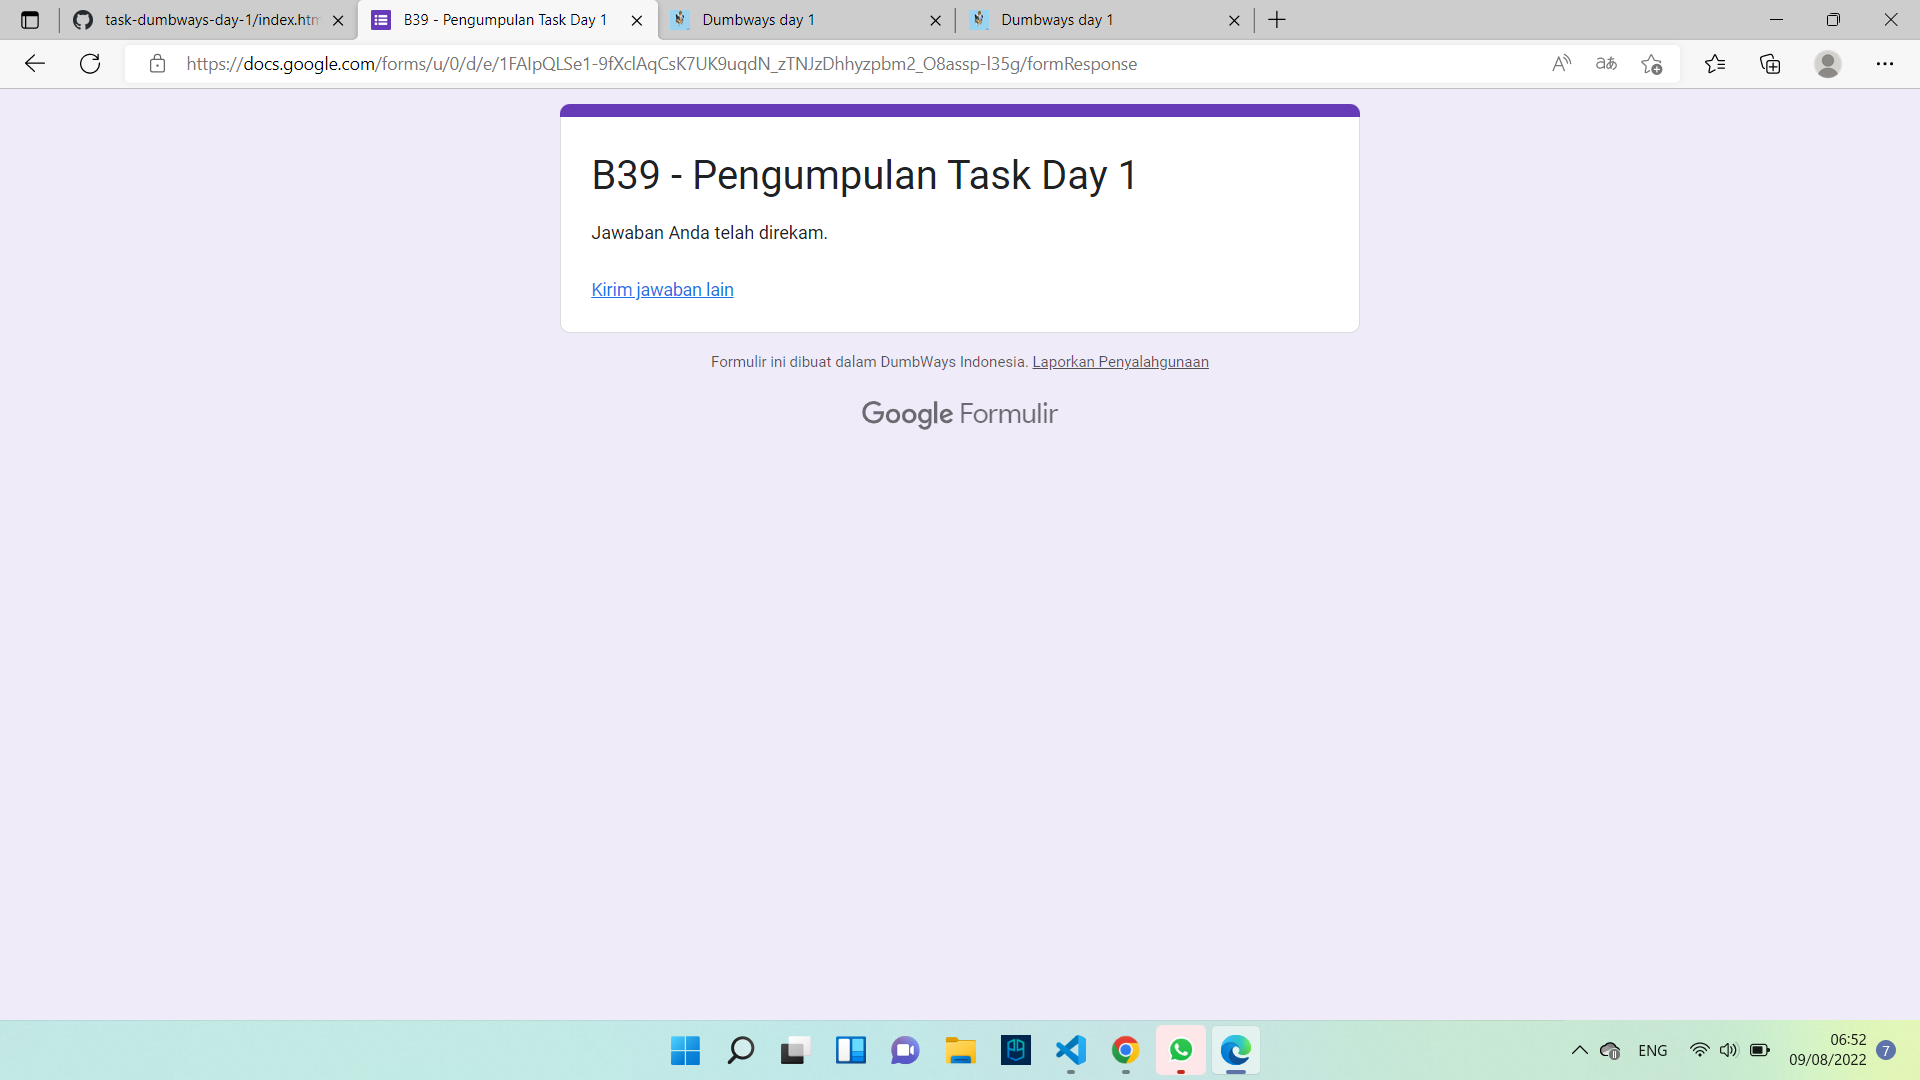 task-dumbways-day-1/index.htm
B39 - Pengumpulan Task Day 1
Dumbways day 1
Dumbways day 1
https://docs.google.com/forms/u/0/d/e/1FAIpQLSe1-9fXclAqCsK7UK9uqdN_zTNJzDhhyzpbm2_O8assp-l35g/formResponse
B39 - Pengumpulan Task Day 1
Jawaban Anda telah direkam.
Kirim jawaban lain
Formulir ini dibuat dalam DumbWays Indonesia. Laporkan Penyalahgunaan
Google Formulir
ENG
06:52
09/08/2022
7